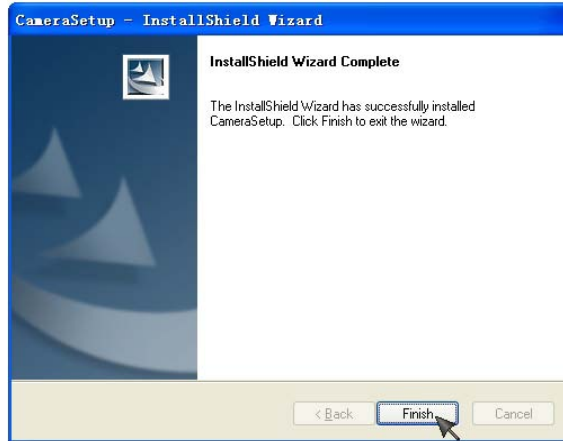 CameraSetup - InstallShield Wizard
InstallShield Wizard Complete
The InstallShield Wizard has successfully installed
CameraSetup. Click Finish to exit the wizard.
< Back
Finish
Cancel